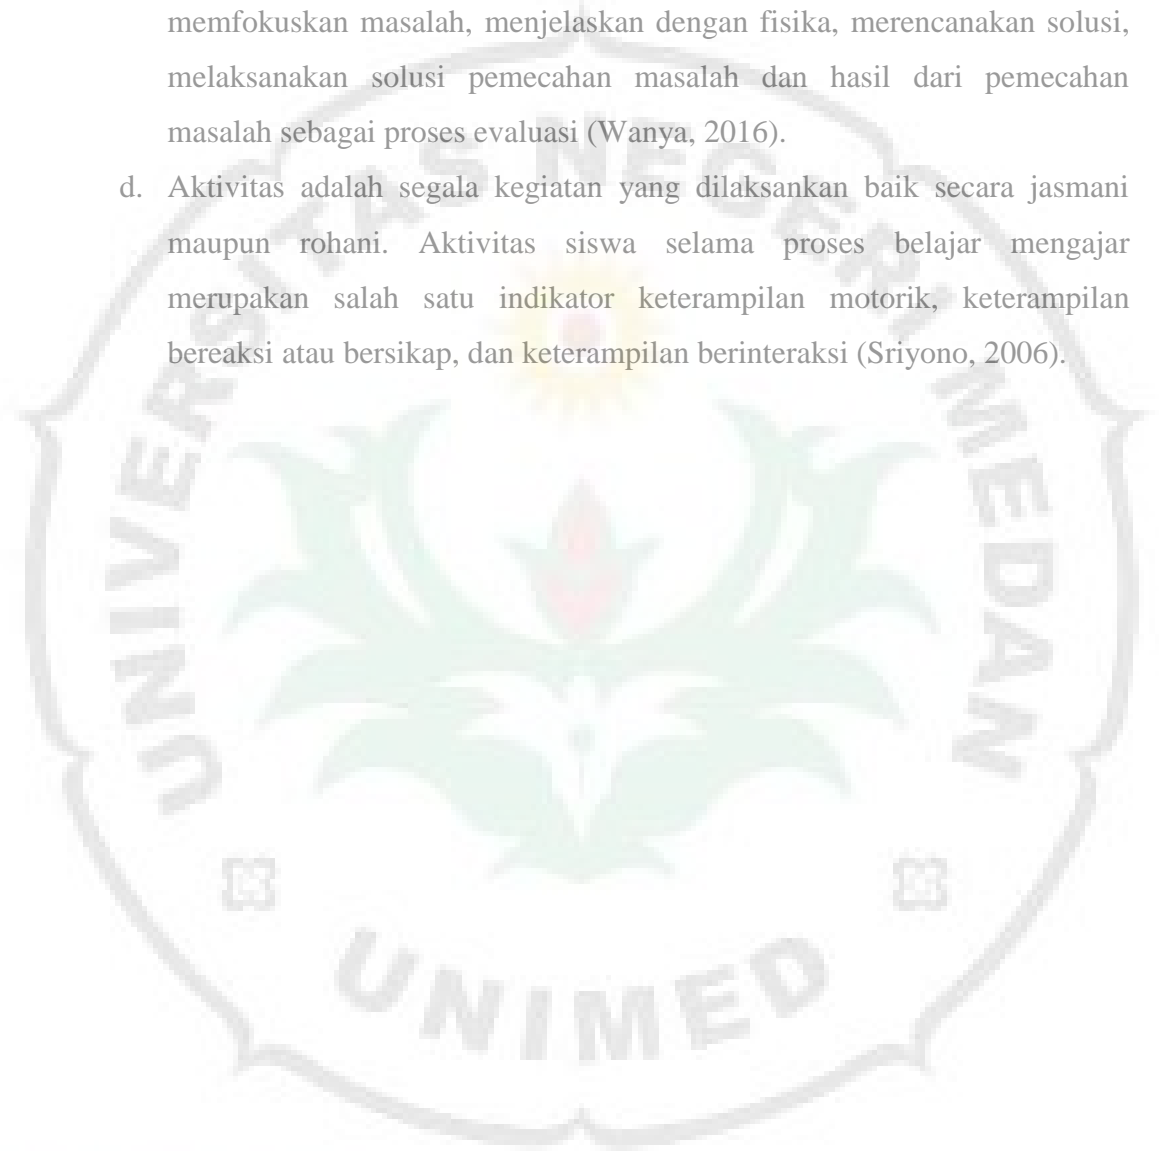 memfokuskan masalah, menjelaskan dengan fisika, merencanakan solusi,
melaksanakan solusi pemecahan masalah dan hasil dari pemecahan
masalah sebagai proses evaluasi (Wanya, 2016).
d. Aktivitas adalah segala kegiatan yang dilaksankan baik secara jasmani
maupun rohani. Aktivitas siswa selama proses belajar mengajar
merupakan salah satu indikator keterampilan motorik, keterampilan
bereaksi atau bersikap, dan keterampilan berinteraksi (Sriyono, 2006).
UNIVERSITAS NEGERI MEDAN
UNIMED